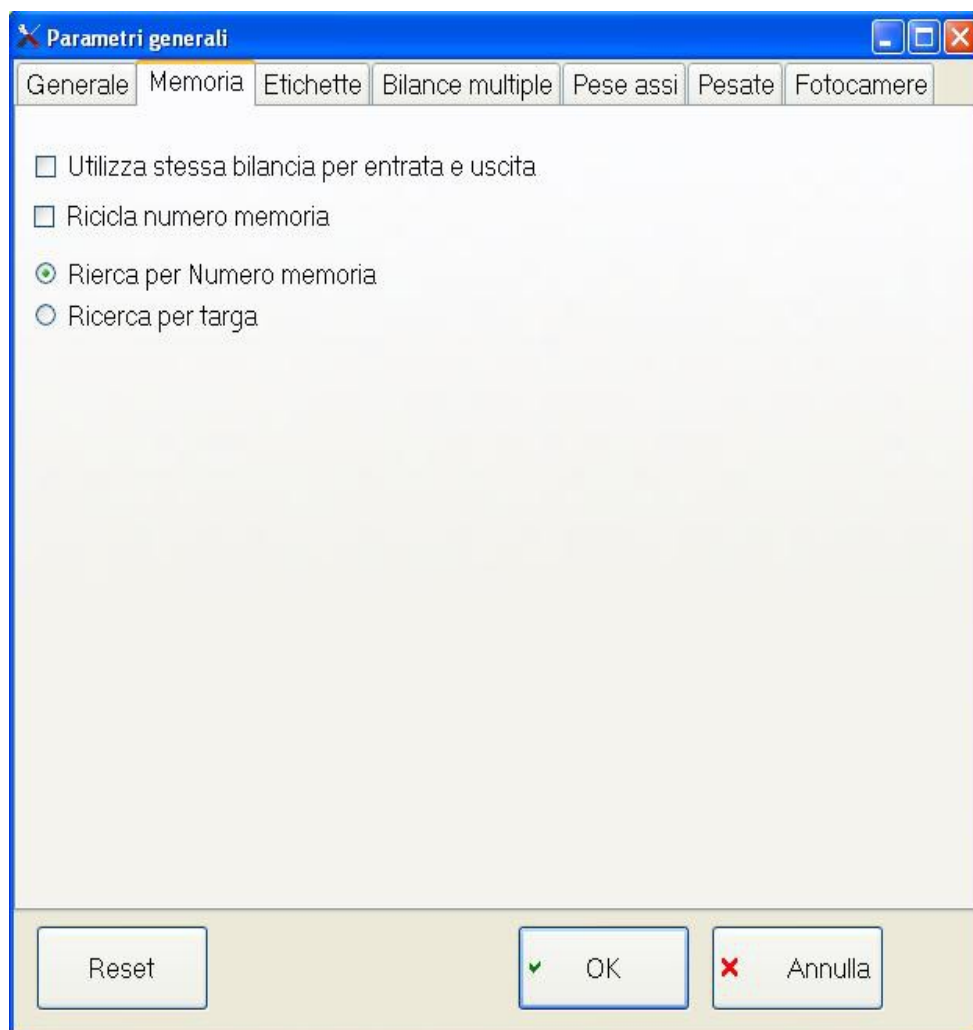 Parametri generali
Generale Memoria Etichette Bilance multiple Pese assi Pesate Fotocamere
Utilizza stessa bilancia per entrata e uscita
Ricicla numero memoria
Rierca per Numero memoria
Ricerca per targa
Reset OK Annulla